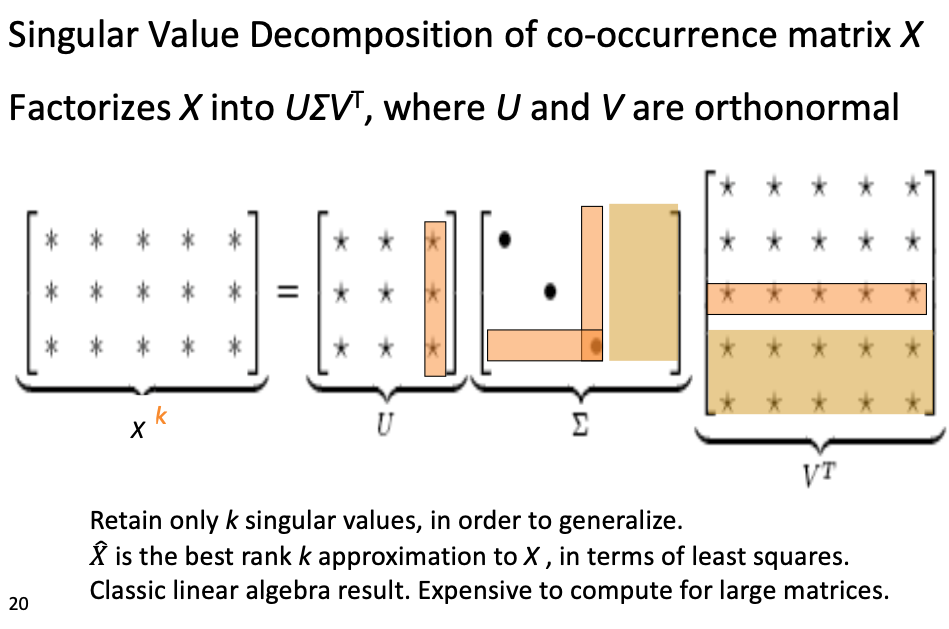 Singular Value Decomposition of co-occurrence matrix X
Factorizes X into UΣVᵀ, where U and V are orthonormal
[ * * * * * ] = [ ★ ★ ★ ] [ • ] [ ★ ★ ★ ★ ★ ]
[ * * * * * ] [ ★ ★ ★ ] [ • ] [ ★ ★ ★ ★ ★ ]
[ * * * * * ] [ ★ ★ ★ ] [ • ] [ ★ ★ ★ ★ ★ ]
[ ★ ★ ★ ★ ★ ]
[ ★ ★ ★ ★ ★ ]
X k
U
Σ
Vᵀ
Retain only k singular values, in order to generalize.
X̂ is the best rank k approximation to X , in terms of least squares.
Classic linear algebra result. Expensive to compute for large matrices.
20